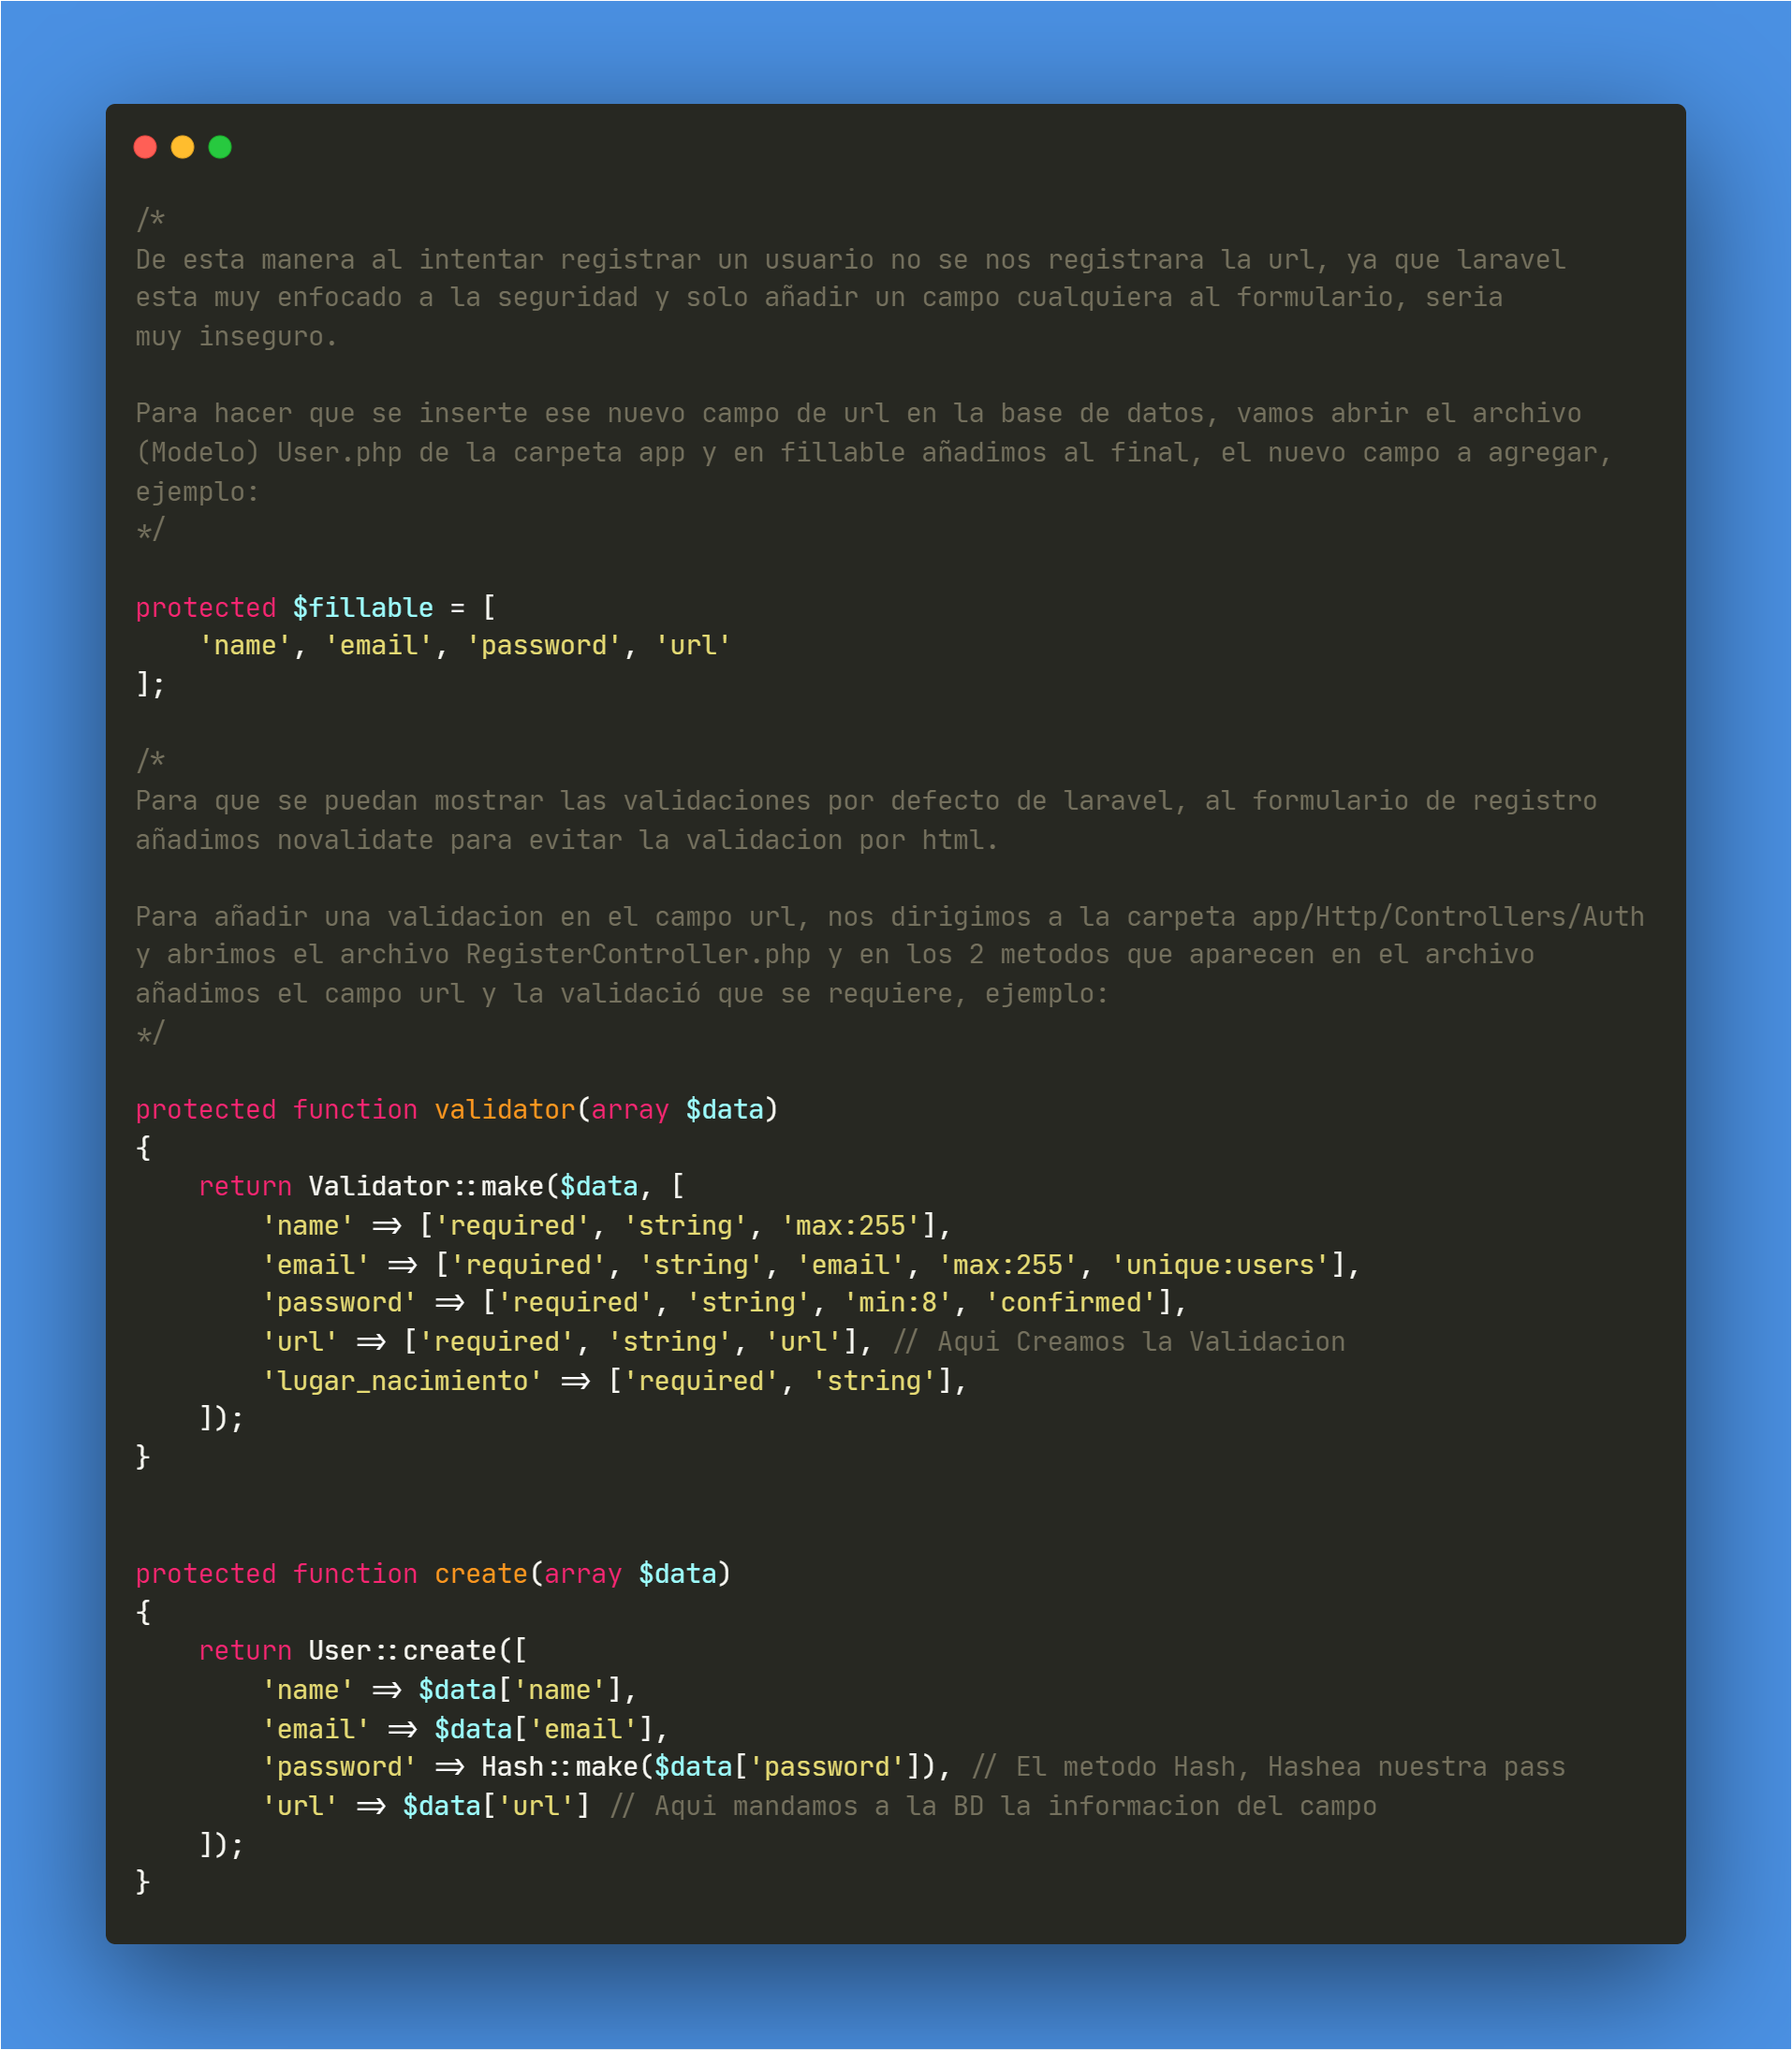 /*
De esta manera al intentar registrar un usuario no se nos registrara la url, ya que laravel
esta muy enfocado a la seguridad y solo añadir un campo cualquiera al formulario, seria
muy inseguro.

Para hacer que se inserte ese nuevo campo de url en la base de datos, vamos abrir el archivo
(Modelo) User.php de la carpeta app y en fillable añadimos al final, el nuevo campo a agregar,
ejemplo:
*/

protected $fillable = [
    'name', 'email', 'password', 'url'
];

/*
Para que se puedan mostrar las validaciones por defecto de laravel, al formulario de registro
añadimos novalidate para evitar la validacion por html.

Para añadir una validacion en el campo url, nos dirigimos a la carpeta app/Http/Controllers/Auth
y abrimos el archivo RegisterController.php y en los 2 metodos que aparecen en el archivo
añadimos el campo url y la validació que se requiere, ejemplo:
*/

protected function validator(array $data)
{
    return Validator::make($data, [
        'name' => ['required', 'string', 'max:255'],
        'email' => ['required', 'string', 'email', 'max:255', 'unique:users'],
        'password' => ['required', 'string', 'min:8', 'confirmed'],
        'url' => ['required', 'string', 'url'], // Aqui Creamos la Validacion
        'lugar_nacimiento' => ['required', 'string'],
    ]);
}

protected function create(array $data)
{
    return User::create([
        'name' => $data['name'],
        'email' => $data['email'],
        'password' => Hash::make($data['password']), // El metodo Hash, Hashea nuestra pass
        'url' => $data['url'] // Aqui mandamos a la BD la informacion del campo
    ]);
}